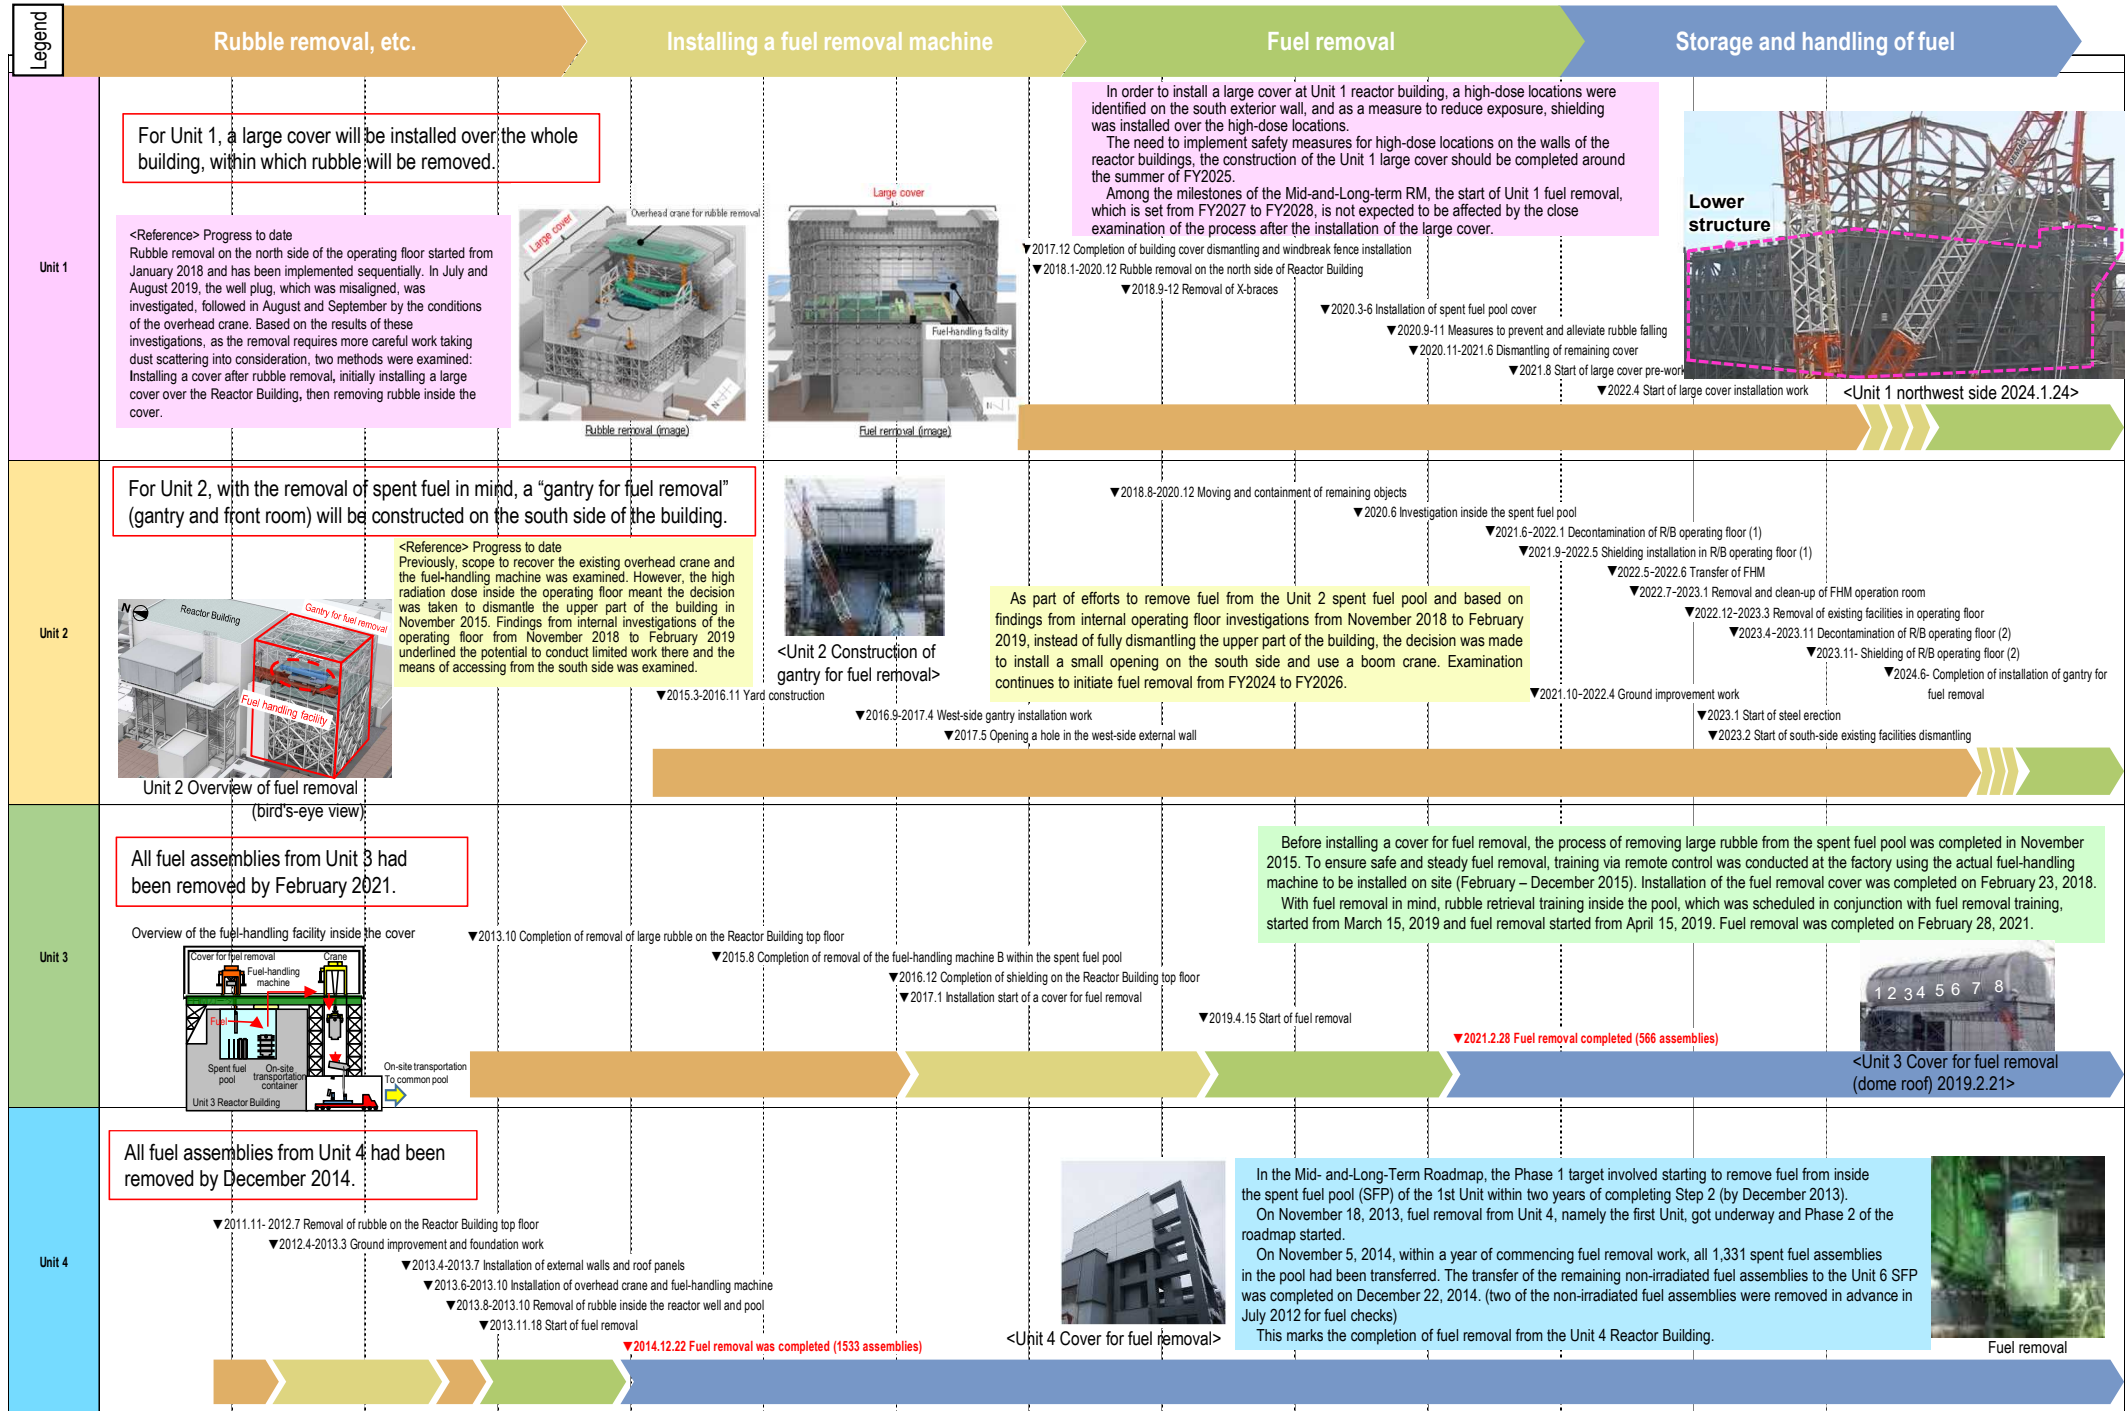 Legend
Rubble removal, etc.
Installing a fuel removal machine
Fuel removal
Storage and handling of fuel
Unit 1
For Unit 1, a large cover will be installed over the whole
building, within which rubble will be removed.
<Reference> Progress to date
Rubble removal on the north side of the operating floor started from
January 2018 and has been implemented sequentially. In July and
August 2019, the well plug, which was misaligned, was
investigated, followed in August and September by the conditions
of the overhead crane. Based on the results of these
investigations, as the removal requires more careful work taking
dust scattering into consideration, two methods were examined:
Installing a cover after rubble removal, initially installing a large
cover over the Reactor Building, then removing rubble inside the
cover.
Large cover
Overhead crane for rubble removal
N
Rubble removal (image)
Large cover
Fuel-handling facility
N
Fuel removal (image)
In order to install a large cover at Unit 1 reactor building, a high-dose locations were
identified on the south exterior wall, and as a measure to reduce exposure, shielding
was installed over the high-dose locations.
The need to implement safety measures for high-dose locations on the walls of the
reactor buildings, the construction of the Unit 1 large cover should be completed around
the summer of FY2025.
Among the milestones of the Mid-and-Long-term RM, the start of Unit 1 fuel removal,
which is set from FY2027 to FY2028, is not expected to be affected by the close
examination of the process after the installation of the large cover.
▼2017.12 Completion of building cover dismantling and windbreak fence installation
▼2018.1-2020.12 Rubble removal on the north side of Reactor Building
▼2018.9-12 Removal of X-braces
▼2020.3-6 Installation of spent fuel pool cover
▼2020.9-11 Measures to prevent and alleviate rubble falling
▼2020.11-2021.6 Dismantling of remaining cover
▼2021.8 Start of large cover pre-work
▼2022.4 Start of large cover installation work
Lower
structure
<Unit 1 northwest side 2024.1.24>
Unit 2
For Unit 2, with the removal of spent fuel in mind, a “gantry for fuel removal”
(gantry and front room) will be constructed on the south side of the building.
<Reference> Progress to date
Previously, scope to recover the existing overhead crane and
the fuel-handling machine was examined. However, the high
radiation dose inside the operating floor meant the decision
was taken to dismantle the upper part of the building in
November 2015. Findings from internal investigations of the
operating floor from November 2018 to February 2019
underlined the potential to conduct limited work there and the
means of accessing from the south side was examined.
N
Reactor Building
Gantry for fuel removal
Fuel handling facility
Unit 2 Overview of fuel removal
(bird's-eye view)
<Unit 2 Construction of
gantry for fuel removal>
As part of efforts to remove fuel from the Unit 2 spent fuel pool and based on
findings from internal operating floor investigations from November 2018 to February
2019, instead of fully dismantling the upper part of the building, the decision was made
to install a small opening on the south side and use a boom crane. Examination
continues to initiate fuel removal from FY2024 to FY2026.
▼2015.3-2016.11 Yard construction
▼2016.9-2017.4 West-side gantry installation work
▼2017.5 Opening a hole in the west-side external wall
▼2018.8-2020.12 Moving and containment of remaining objects
▼2020.6 Investigation inside the spent fuel pool
▼2021.6-2022.1 Decontamination of R/B operating floor (1)
▼2021.9-2022.5 Shielding installation in R/B operating floor (1)
▼2022.5-2022.6 Transfer of FHM
▼2022.7-2023.1 Removal and clean-up of FHM operation room
▼2022.12-2023.3 Removal of existing facilities in operating floor
▼2023.4-2023.11 Decontamination of R/B operating floor (2)
▼2023.11- Shielding of R/B operating floor (2)
▼2024.6- Completion of installation of gantry for
fuel removal
▼2021.10-2022.4 Ground improvement work
▼2023.1 Start of steel erection
▼2023.2 Start of south-side existing facilities dismantling
Unit 3
All fuel assemblies from Unit 3 had
been removed by February 2021.
Overview of the fuel-handling facility inside the cover
Cover for fuel removal
Crane
Fuel-handling
machine
Fuel
Spent fuel
pool
On-site
transportation
container
Unit 3 Reactor Building
On-site transportation
To common pool
▼2013.10 Completion of removal of large rubble on the Reactor Building top floor
▼2015.8 Completion of removal of the fuel-handling machine B within the spent fuel pool
▼2016.12 Completion of shielding on the Reactor Building top floor
▼2017.1 Installation start of a cover for fuel removal
▼2019.4.15 Start of fuel removal
▼2021.2.28 Fuel removal completed (566 assemblies)
Before installing a cover for fuel removal, the process of removing large rubble from the spent fuel pool was completed in November
2015. To ensure safe and steady fuel removal, training via remote control was conducted at the factory using the actual fuel-handling
machine to be installed on site (February – December 2015). Installation of the fuel removal cover was completed on February 23, 2018.
With fuel removal in mind, rubble retrieval training inside the pool, which was scheduled in conjunction with fuel removal training,
started from March 15, 2019 and fuel removal started from April 15, 2019. Fuel removal was completed on February 28, 2021.
1 2 3 4 5 6 7 8
<Unit 3 Cover for fuel removal
(dome roof) 2019.2.21>
Unit 4
All fuel assemblies from Unit 4 had been
removed by December 2014.
▼2011.11- 2012.7 Removal of rubble on the Reactor Building top floor
▼2012.4-2013.3 Ground improvement and foundation work
▼2013.4-2013.7 Installation of external walls and roof panels
▼2013.6-2013.10 Installation of overhead crane and fuel-handling machine
▼2013.8-2013.10 Removal of rubble inside the reactor well and pool
▼2013.11.18 Start of fuel removal
▼2014.12.22 Fuel removal was completed (1533 assemblies)
<Unit 4 Cover for fuel removal>
In the Mid- and-Long-Term Roadmap, the Phase 1 target involved starting to remove fuel from inside
the spent fuel pool (SFP) of the 1st Unit within two years of completing Step 2 (by December 2013).
On November 18, 2013, fuel removal from Unit 4, namely the first Unit, got underway and Phase 2 of the
roadmap started.
On November 5, 2014, within a year of commencing fuel removal work, all 1,331 spent fuel assemblies
in the pool had been transferred. The transfer of the remaining non-irradiated fuel assemblies to the Unit 6 SFP
was completed on December 22, 2014. (two of the non-irradiated fuel assemblies were removed in advance in
July 2012 for fuel checks)
This marks the completion of fuel removal from the Unit 4 Reactor Building.
Fuel removal